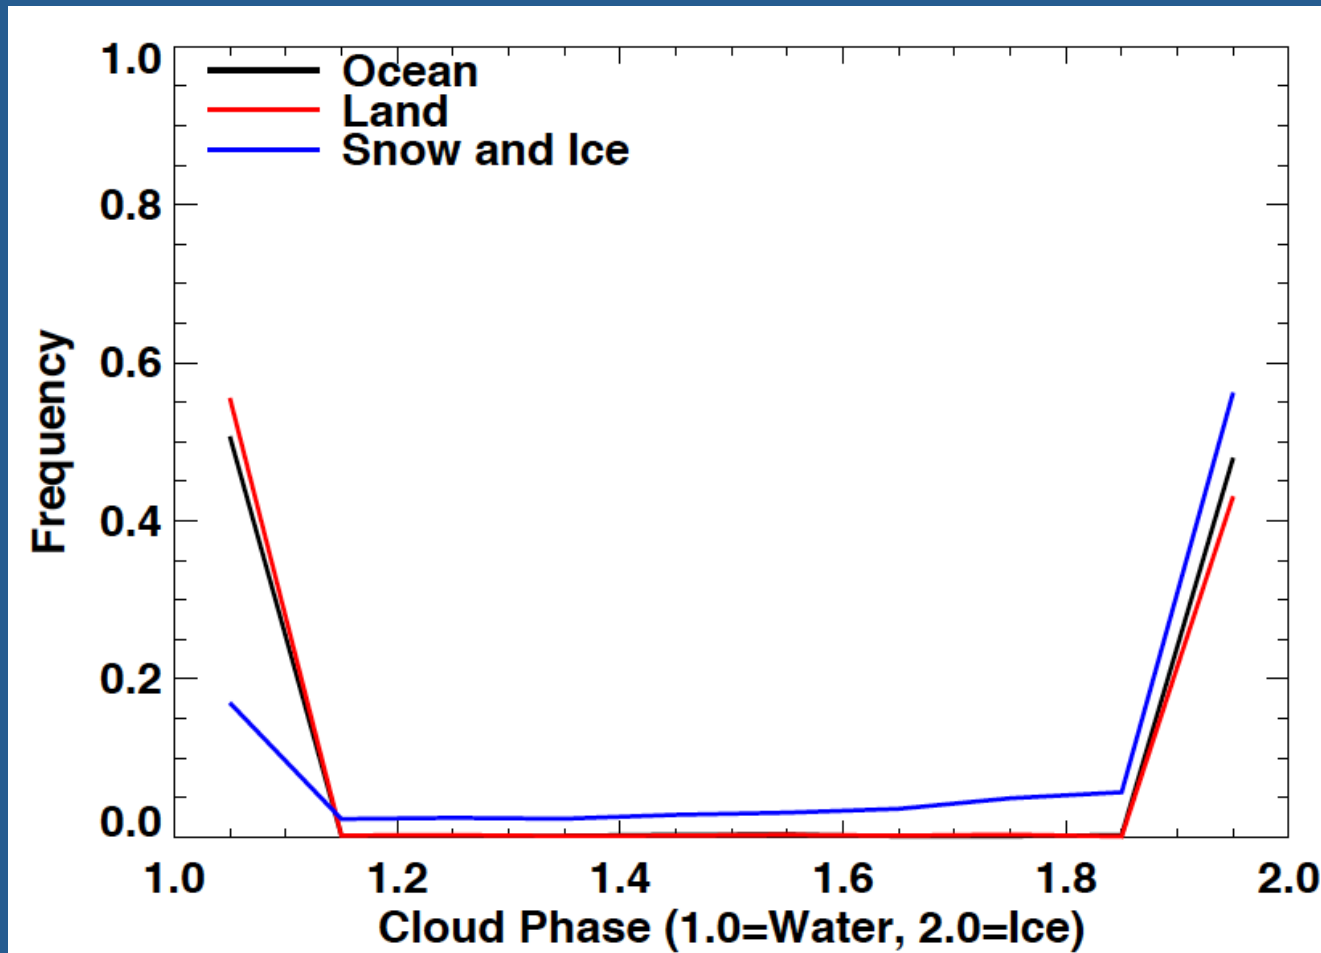 Ocean
Land
Snow and Ice
1.0
0.8
0.6
0.4
0.2
0.0
Frequency
1.0 1.2 1.4 1.6 1.8 2.0
Cloud Phase (1.0=Water, 2.0=Ice)